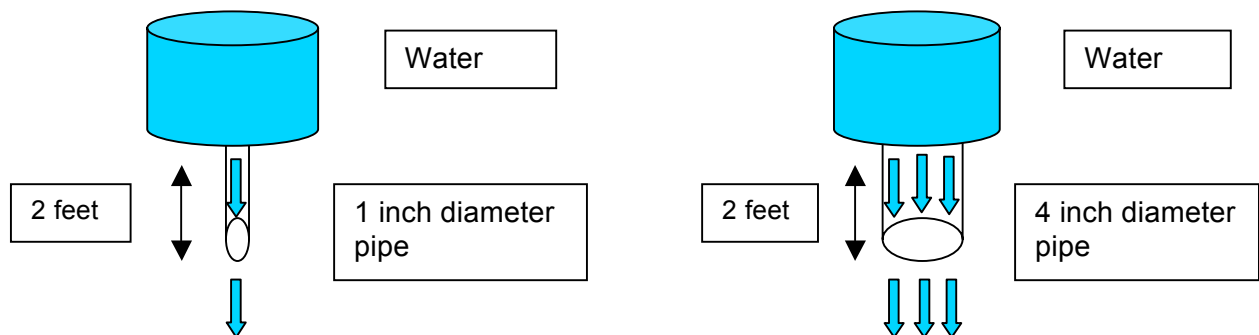 Water
2 feet
1 inch diameter
pipe
Water
2 feet
4 inch diameter
pipe